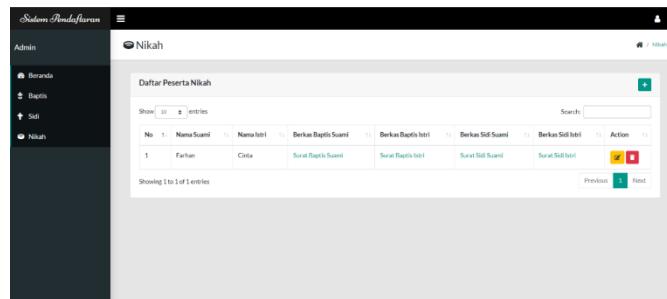 Sistem Pendaftaran
Admin
Nikah
/ Nikah
Beranda
Baptis
Sidi
Nikah
Daftar Peserta Nikah
Show 10 entries
Search:
No Nama Suami Nama Istri Berkas Baptis Suami Berkas Baptis Istri Berkas Sidi Suami Berkas Sidi Istri Action
1 Farhan Cinta Surat Baptis Suami Surat Baptis Istri Surat Sidi Suami Surat Sidi Istri
Showing 1 to 1 of 1 entries
Previous 1 Next